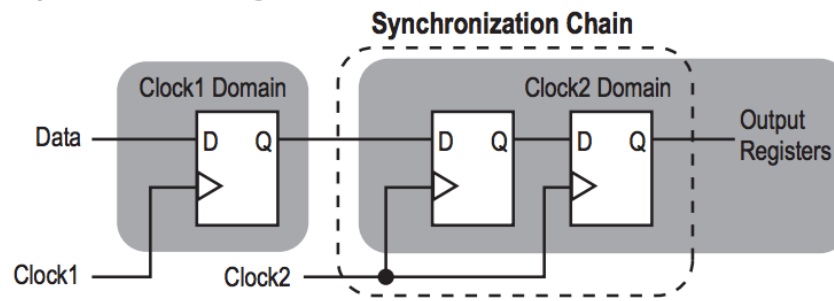 Synchronization Chain
Clock1 Domain
Clock2 Domain
Data
D
Q
D
Q
D
Q
Output
Registers
Clock1
Clock2